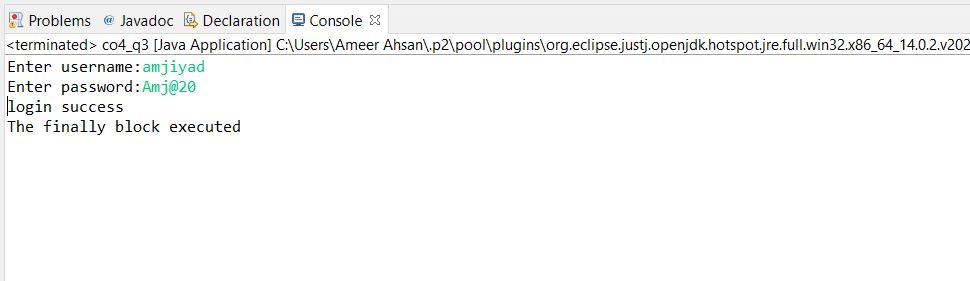 Problems @ Javadoc Declaration Console
<terminated> co4_q3 [Java Application] C:\Users\Ameer Ahsan\.p2\pool\plugins\org.eclipse.justj.openjdk.hotspot.jre.full.win32.x86_64_14.0.2.v202
Enter username:amjiyad
Enter password:Amj@20
login success
The finally block executed